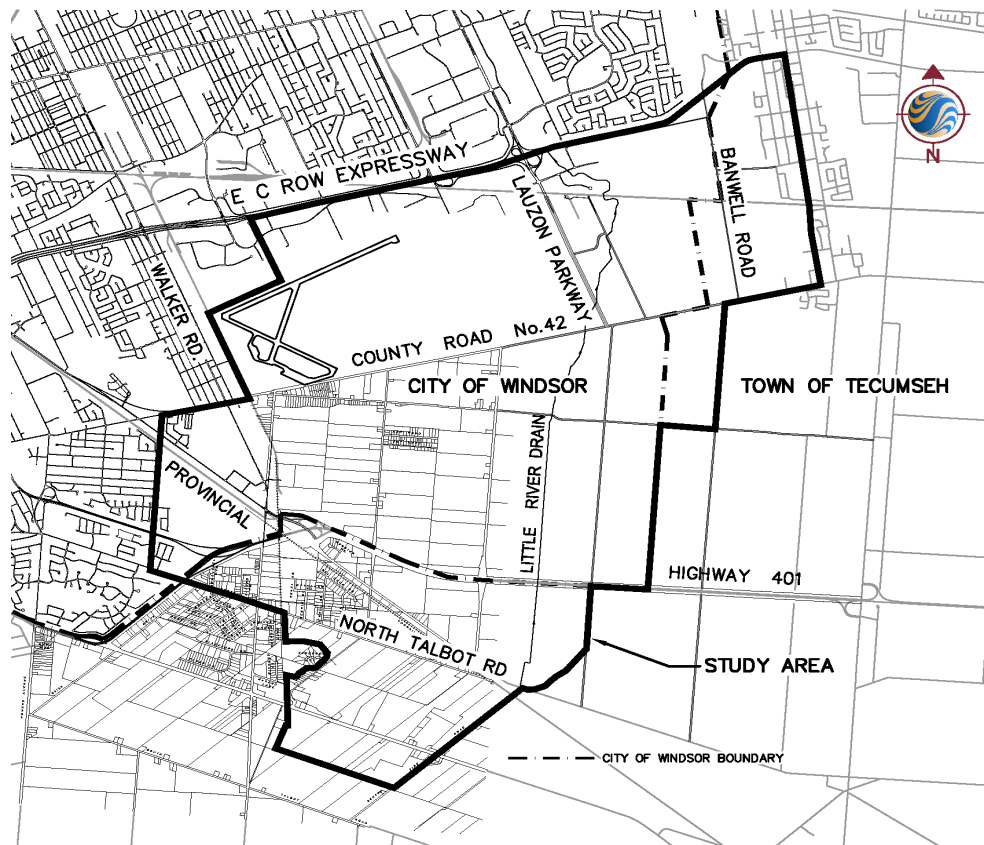 E C ROW EXPRESSWAY
BANWELL ROAD
N
LAUZON PARKWAY
WALKER RD.
COUNTY ROAD No.42
CITY OF WINDSOR
TOWN OF TECUMSEH
LITTLE RIVER DRAIN
PROVINCIAL
HIGHWAY 401
NORTH TALBOT RD
STUDY AREA
CITY OF WINDSOR BOUNDARY